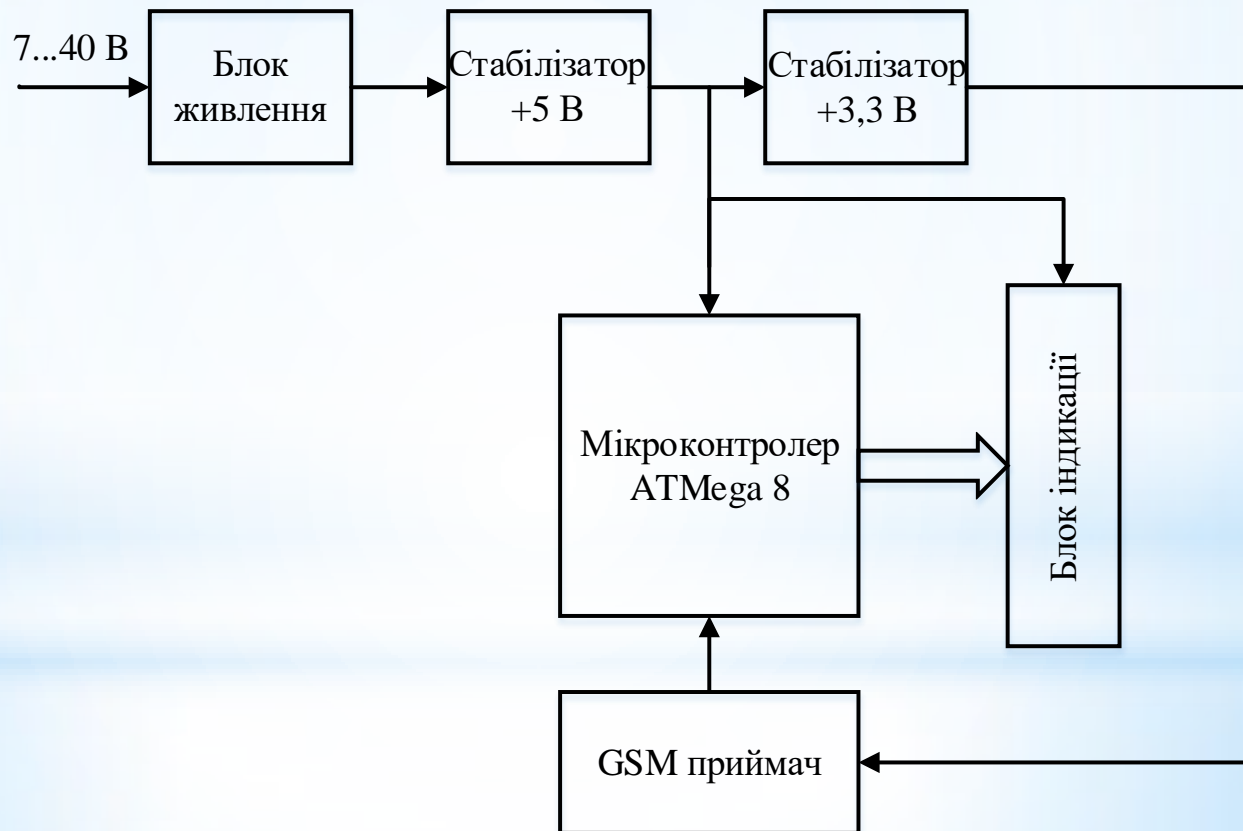 7...40 В
Блок
живлення
Стабілізатор
+5 В
Стабілізатор
+3,3 В
Мікроконтролер
ATMega 8
Блок індикації
GSM приймач